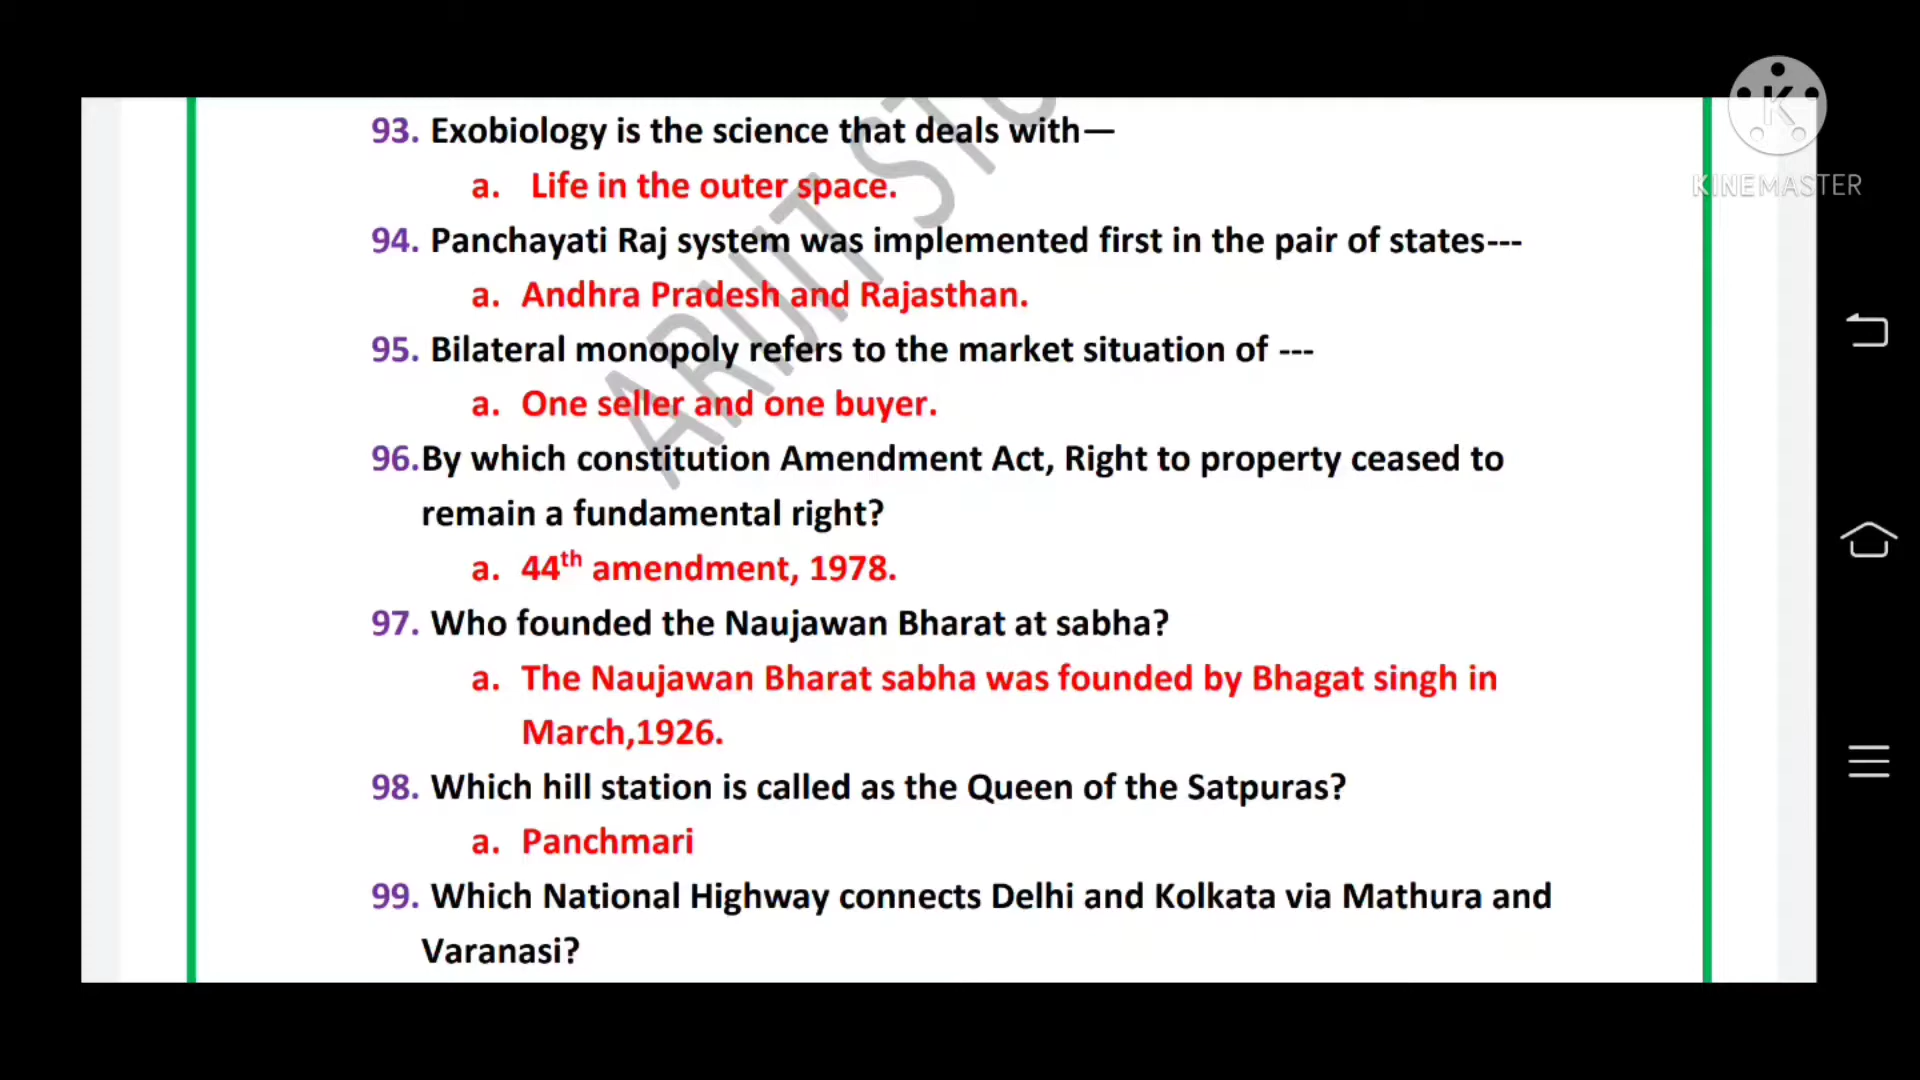 93. Exobiology is the science that deals with—
a. Life in the outer space.
94. Panchayati Raj system was implemented first in the pair of states---
a. Andhra Pradesh and Rajasthan.
95. Bilateral monopoly refers to the market situation of ---
a. One seller and one buyer.
96.By which constitution Amendment Act, Right to property ceased to
remain a fundamental right?
a. 44th amendment, 1978.
97. Who founded the Naujawan Bharat at sabha?
a. The Naujawan Bharat sabha was founded by Bhagat singh in
March,1926.
98. Which hill station is called as the Queen of the Satpuras?
a. Panchmari
99. Which National Highway connects Delhi and Kolkata via Mathura and
Varanasi?
K
KINEMASTER